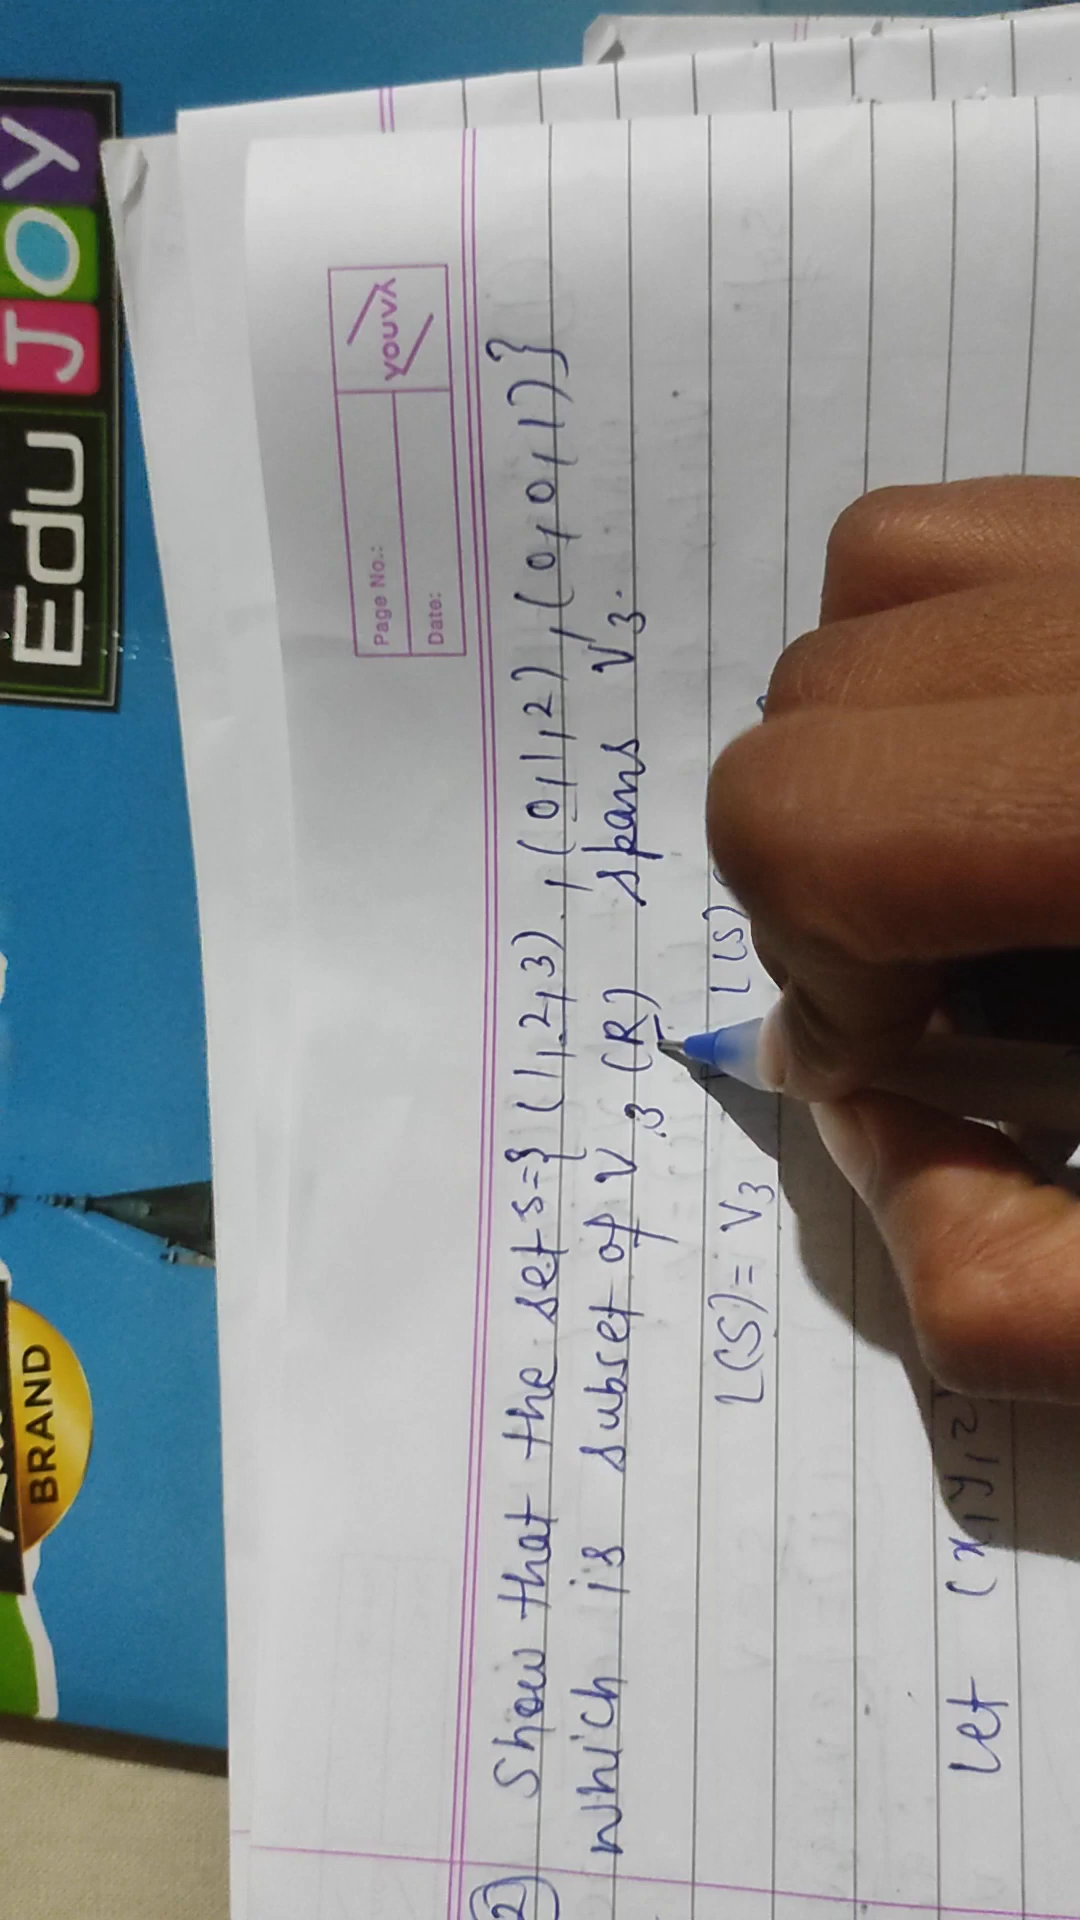 Edu JOY
BRAND
Page No.:
Date:
YOUVA
2) Show that the set S={(1,2,3),(0,1,2),(0,0,1)}
which is subset of V3(R) spans V3.
L(S)=V3 L(S)
Let (x,y,z)